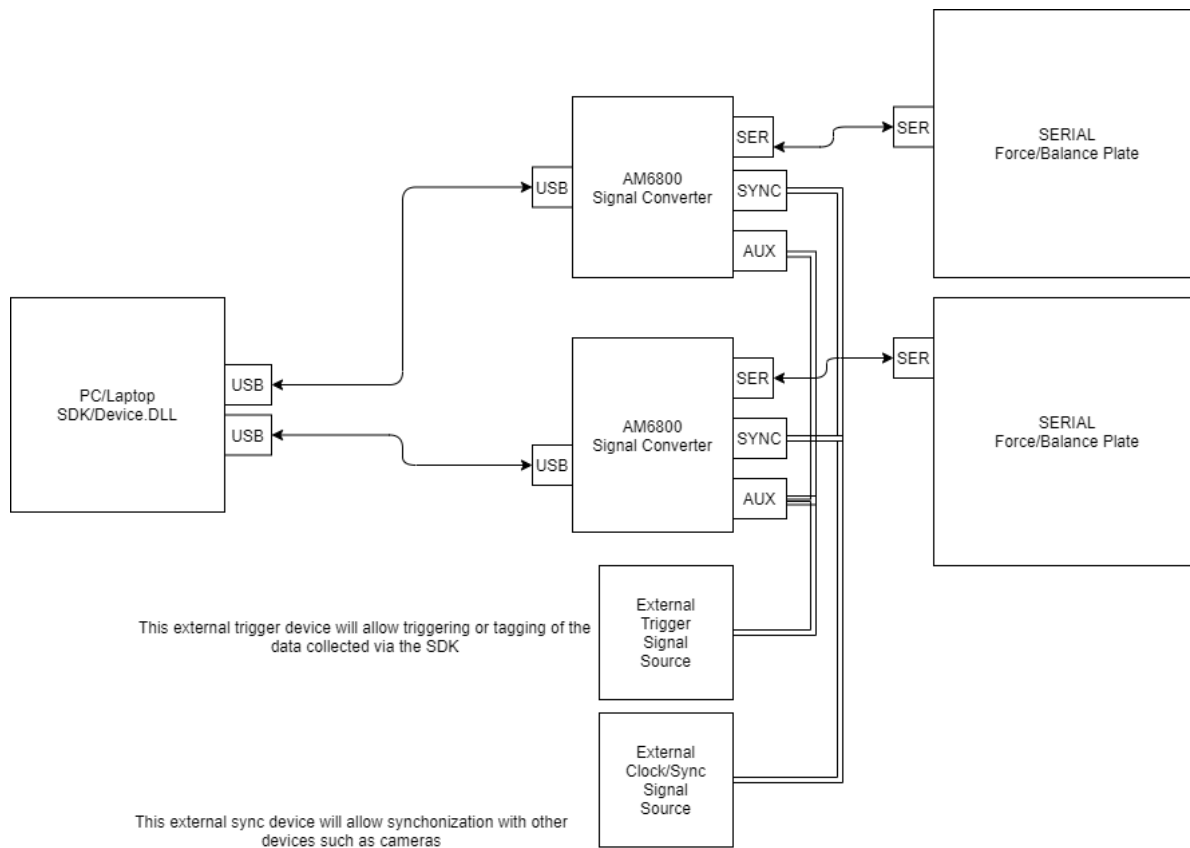 SERIAL
Force/Balance Plate
SER
SER
AM6800
Signal Converter
USB
SYNC
AUX
PC/Laptop
SDK/Device.DLL
USB
USB
SER
SERIAL
Force/Balance Plate
SER
AM6800
Signal Converter
USB
SYNC
AUX
External
Trigger
Signal
Source
This external trigger device will allow triggering or tagging of the
data collected via the SDK
External
Clock/Sync
Signal
Source
This external sync device will allow synchonization with other
devices such as cameras